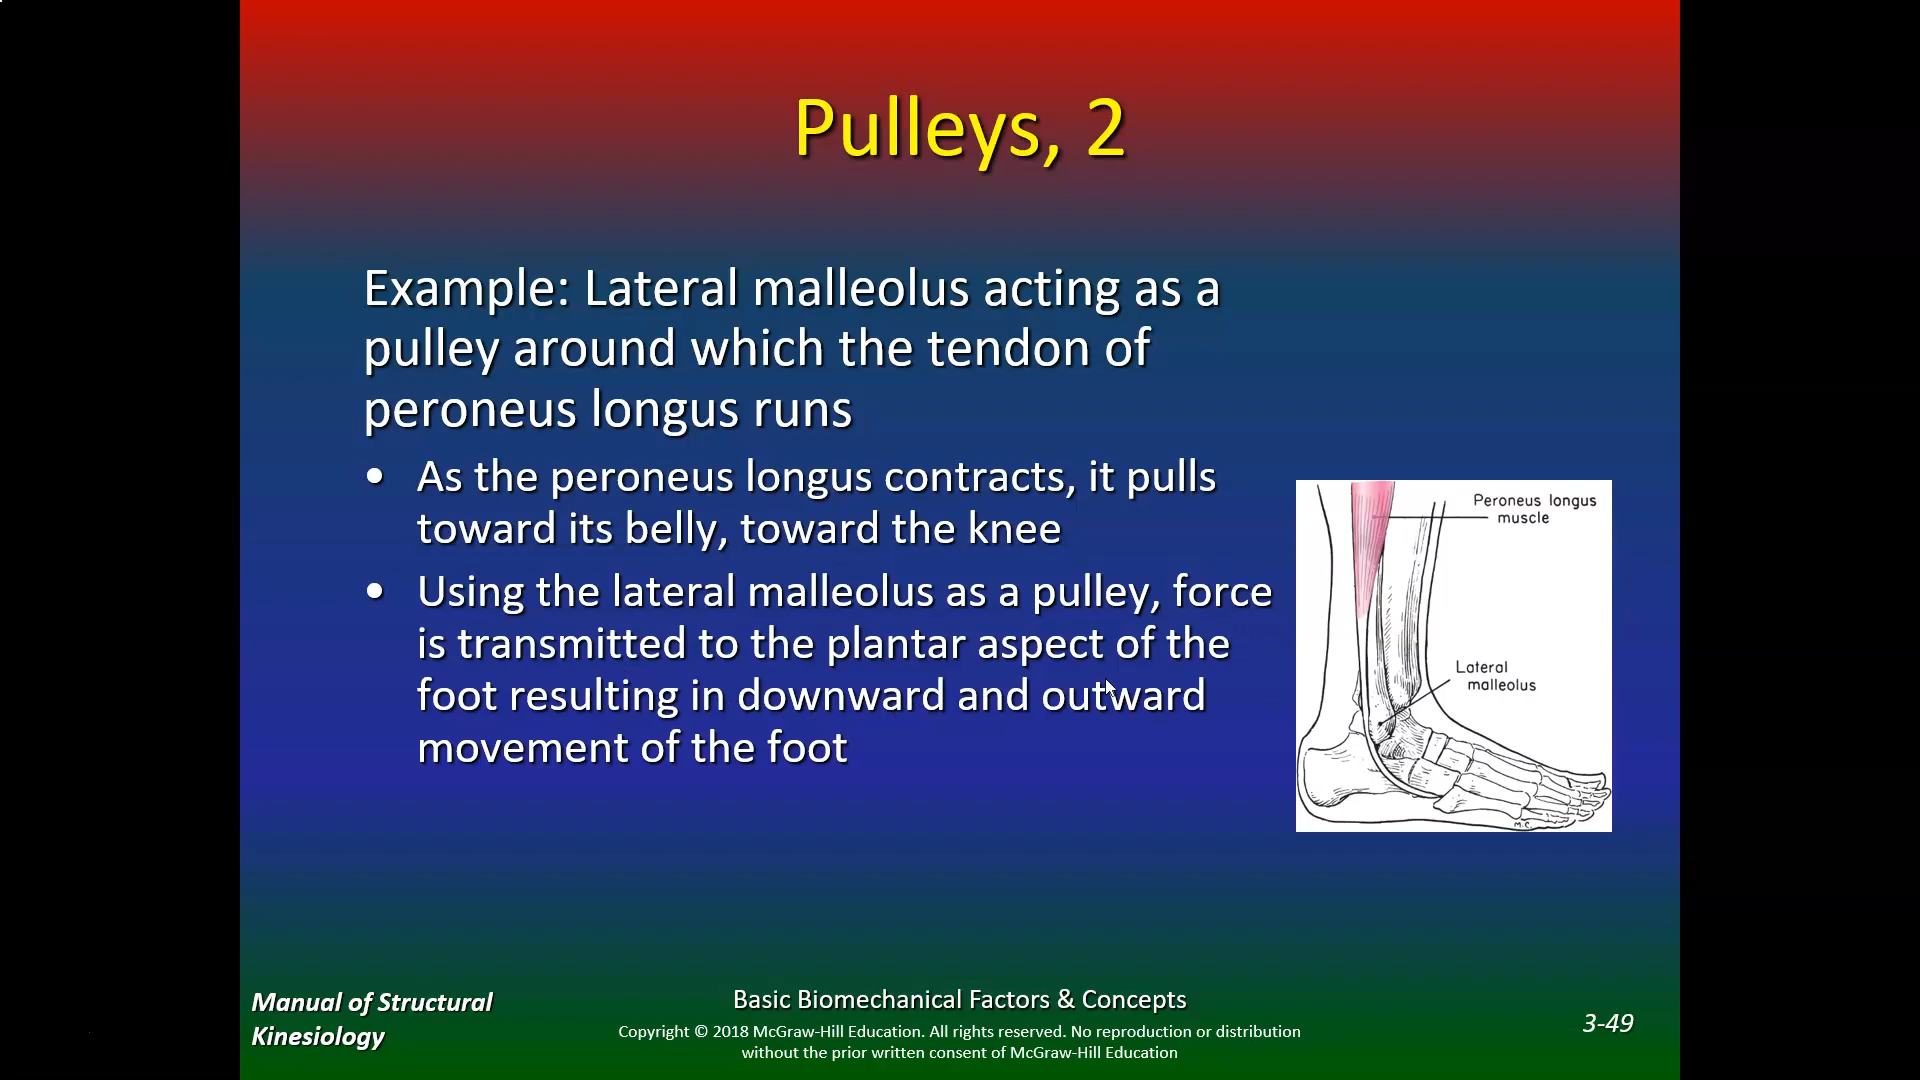 Pulleys, 2
Example: Lateral malleolus acting as a
pulley around which the tendon of
peroneus longus runs
• As the peroneus longus contracts, it pulls
toward its belly, toward the knee
• Using the lateral malleolus as a pulley, force
is transmitted to the plantar aspect of the
foot resulting in downward and outward
movement of the foot
Peroneus longus
muscle
Lateral
malleolus
M.C.
Manual of Structural
Kinesiology
Basic Biomechanical Factors & Concepts
Copyright © 2018 McGraw-Hill Education. All rights reserved. No reproduction or distribution
without the prior written consent of McGraw-Hill Education
3-49